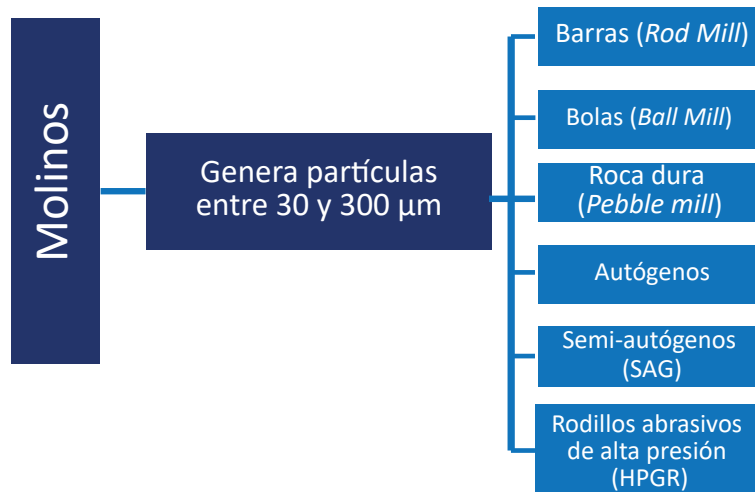 Molinos
Genera partículas
entre 30 y 300 µm
Barras (Rod Mill)
Bolas (Ball Mill)
Roca dura
(Pebble mill)
Autógenos
Semi-autógenos
(SAG)
Rodillos abrasivos
de alta presión
(HPGR)